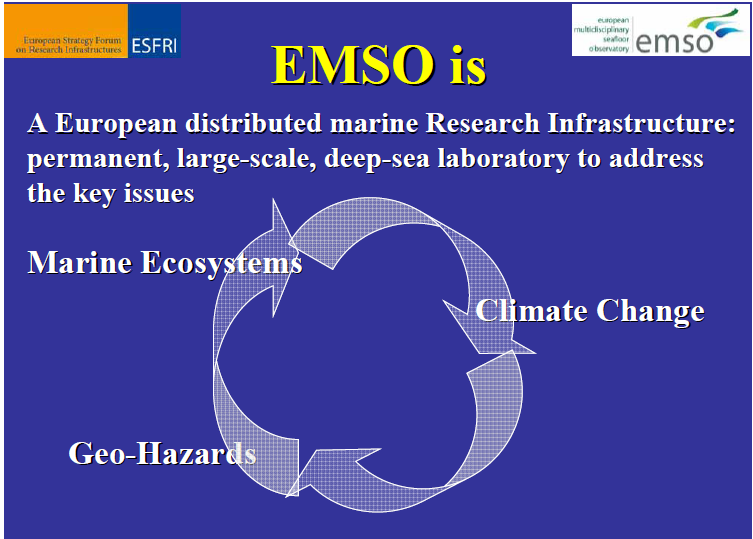 European Strategy Forum
on Research Infrastructures
ESFRI
european
multidisciplinary
seafloor
observatory
emso
EMSO is
A European distributed marine Research Infrastructure:
permanent, large-scale, deep-sea laboratory to address
the key issues
Marine Ecosystems
Climate Change
Geo-Hazards